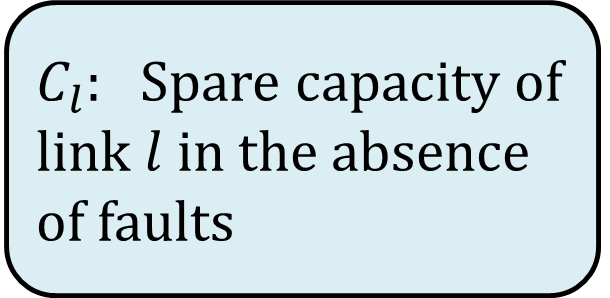 C_l: Spare capacity of
link l in the absence
of faults